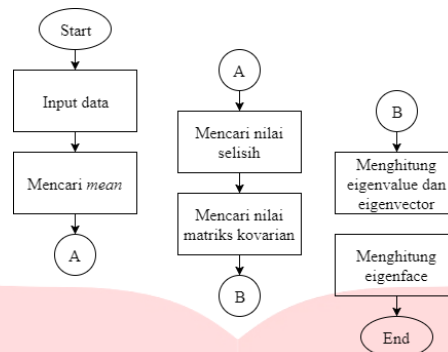 Start
Input data
Mencari mean
A
A
Mencari nilai
selisih
Mencari nilai
matriks kovarian
B
B
Menghitung
eigenvalue dan
eigenvector
Menghitung
eigenface
End